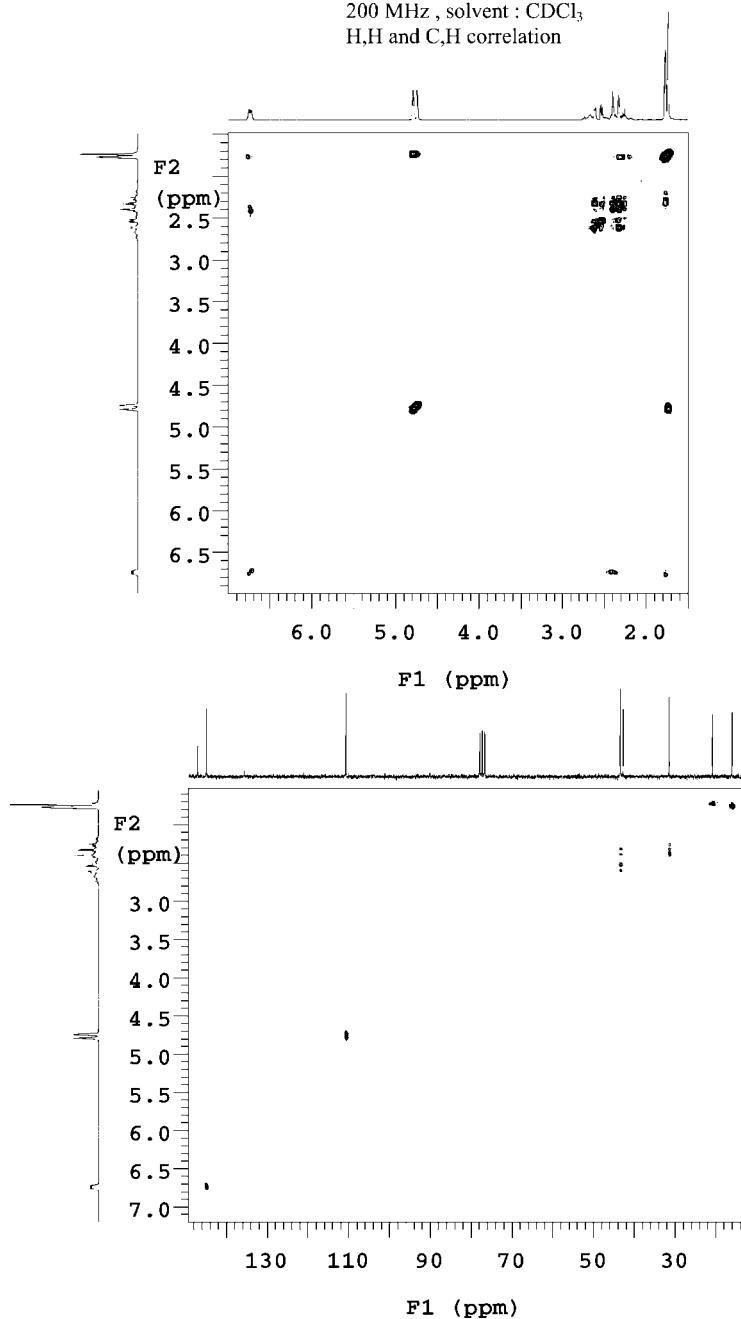 200 MHz , solvent : CDCl₃
H,H and C,H correlation
F2
(ppm)
2.5
3.0
3.5
4.0
4.5
5.0
5.5
6.0
6.5
6.0 5.0 4.0 3.0 2.0
F1 (ppm)
F2
(ppm)
3.0
3.5
4.0
4.5
5.0
5.5
6.0
6.5
7.0
130 110 90 70 50 30
F1 (ppm)